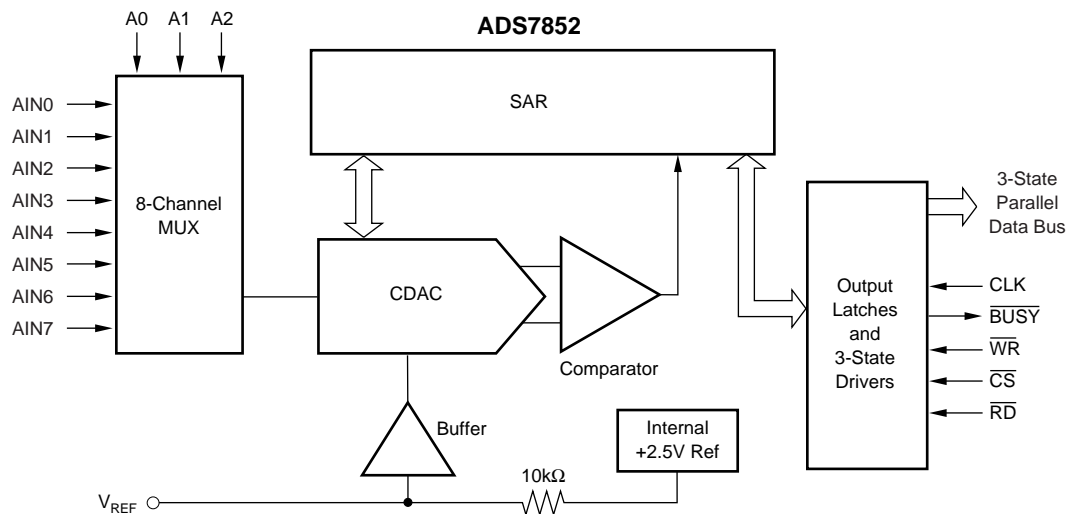 ADS7852
A0 A1 A2
AIN0
AIN1
AIN2
AIN3
AIN4
AIN5
AIN6
AIN7
8-Channel
MUX
SAR
CDAC
Comparator
Buffer
Internal
+2.5V Ref
10kΩ
VREF
Output
Latches
and
3-State
Drivers
3-State
Parallel
Data Bus
CLK
BUSY
WR
CS
RD